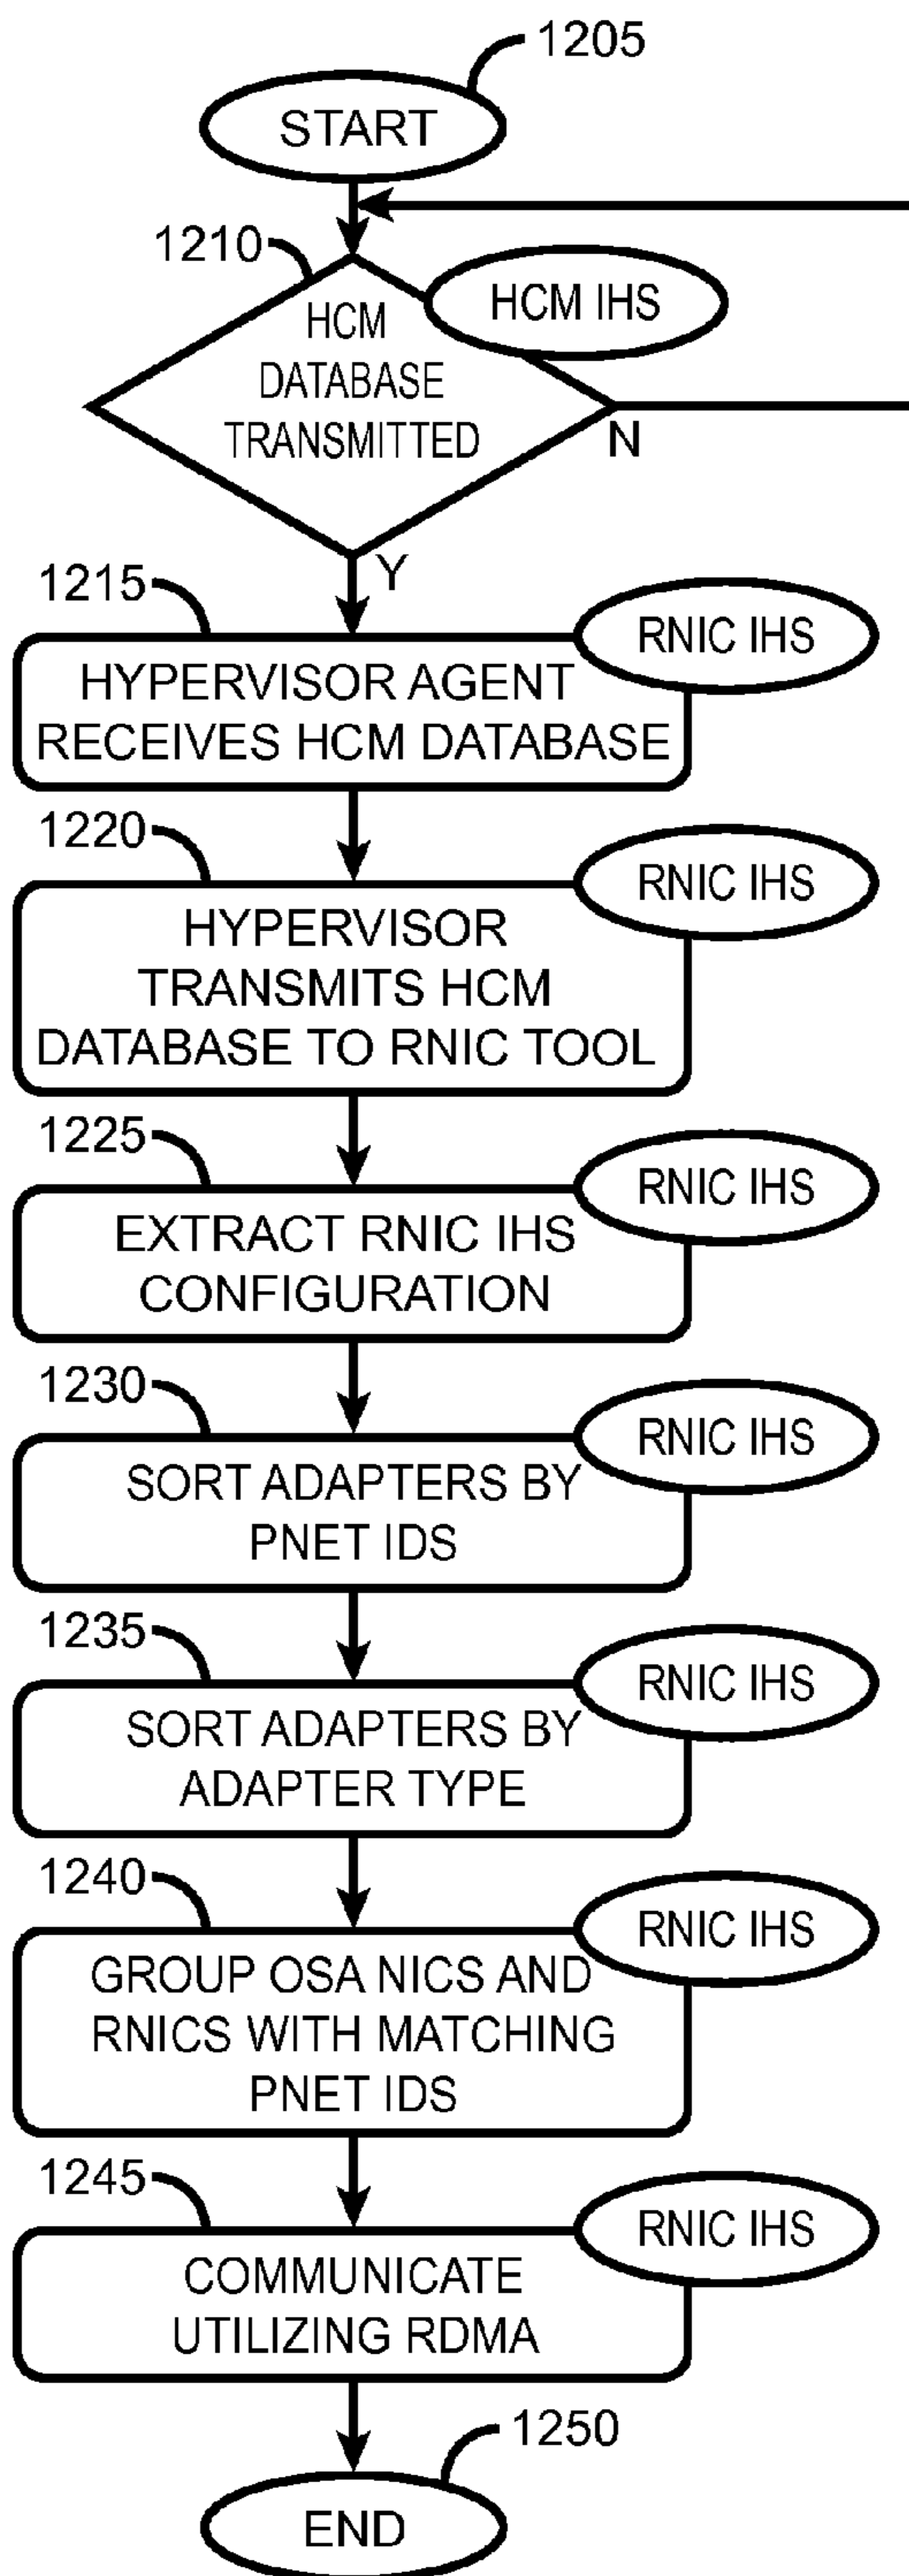 1205
START
1210
HCM IHS
HCM
DATABASE
TRANSMITTED
N
Y
1215
RNIC IHS
HYPERVISOR AGENT
RECEIVES HCM DATABASE
1220
RNIC IHS
HYPERVISOR
TRANSMITS HCM
DATABASE TO RNIC TOOL
1225
RNIC IHS
EXTRACT RNIC IHS
CONFIGURATION
1230
RNIC IHS
SORT ADAPTERS BY
PNET IDS
1235
RNIC IHS
SORT ADAPTERS BY
ADAPTER TYPE
1240
RNIC IHS
GROUP OSA NICS AND
RNICS WITH MATCHING
PNET IDS
1245
RNIC IHS
COMMUNICATE
UTILIZING RDMA
1250
END